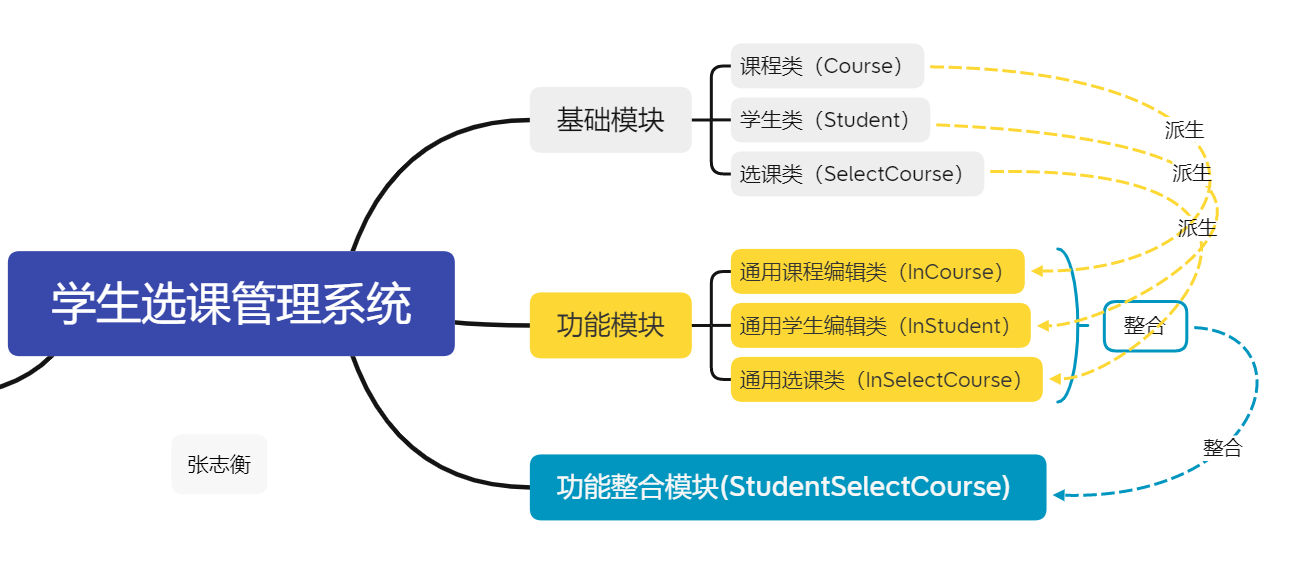 学生选课管理系统
基础模块
课程类（Course）
学生类（Student）
选课类（SelectCourse）
派生
派生
派生
功能模块
通用课程编辑类（InCourse）
通用学生编辑类（InStudent）
通用选课类（InSelectCourse）
整合
整合
功能整合模块(StudentSelectCourse)
张志衡